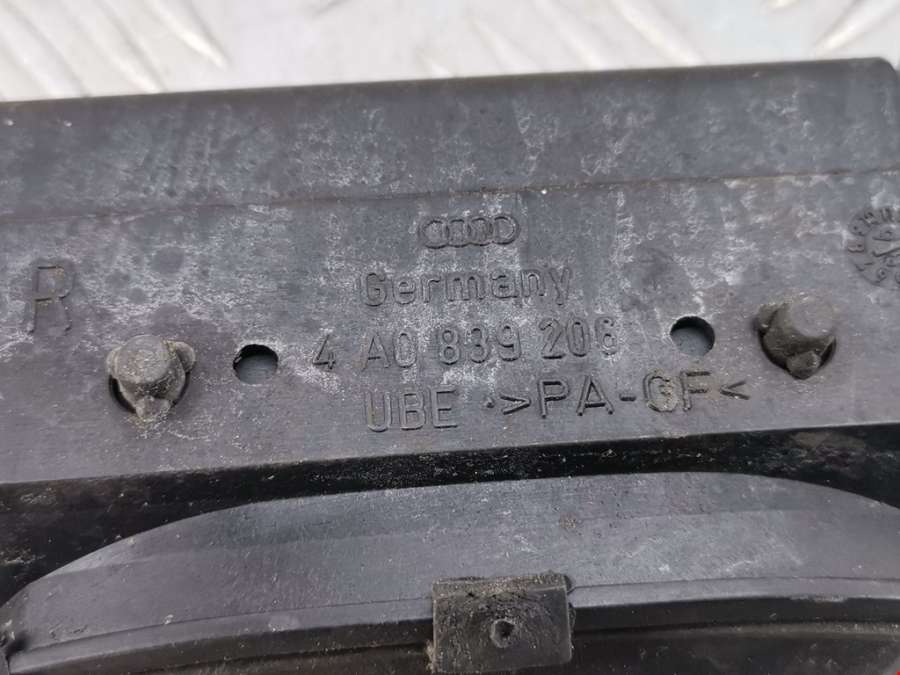 R
Germany
4 A0 839 206
UBE >PA-GF<